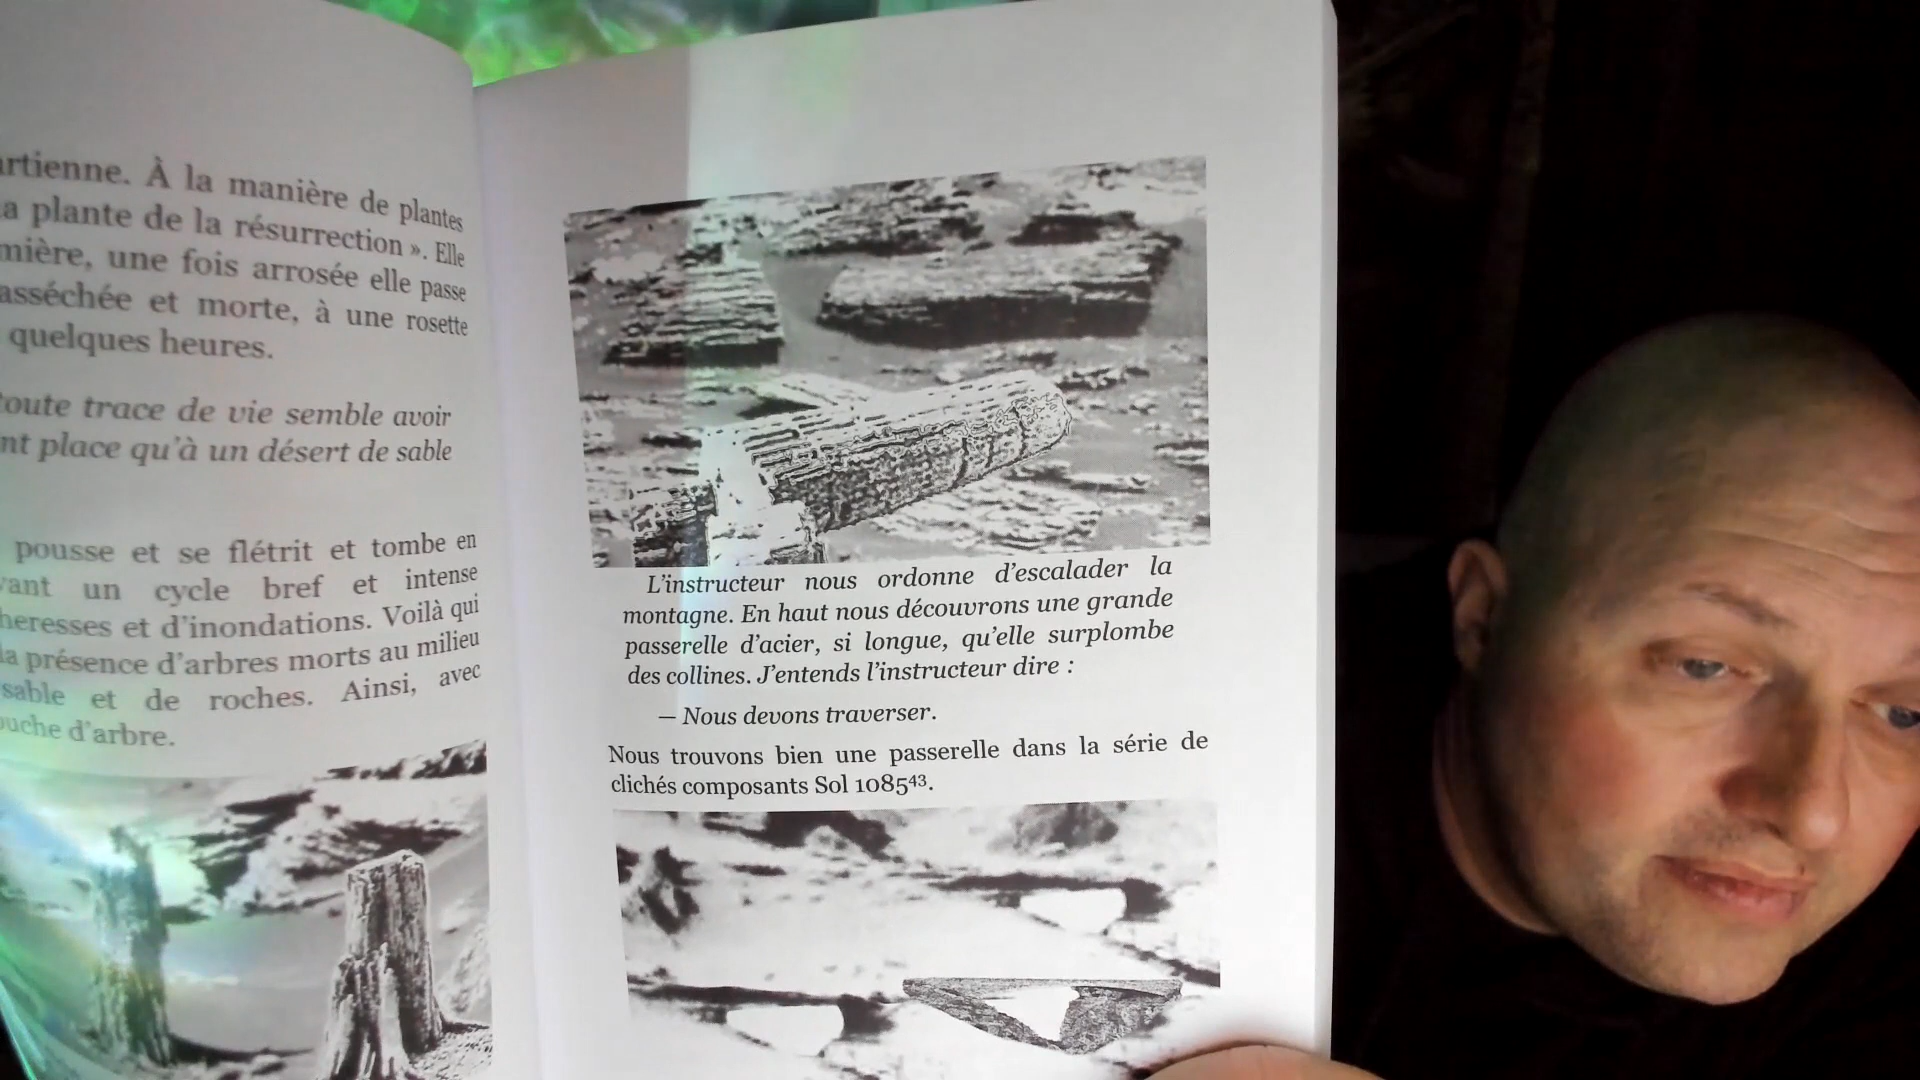 artienne. À la manière de plantes
a plante de la résurrection ». Elle
mière, une fois arrosée elle passe
asséchée et morte, à une rosette
quelques heures.
toute trace de vie semble avoir
nt place qu'à un désert de sable
pousse et se flétrit et tombe en
vant un cycle bref et intense
heresses et d'inondations. Voilà qui
la présence d'arbres morts au milieu
sable et de roches. Ainsi, avec
ouche d'arbre.
L'instructeur nous ordonne d'escalader la
montagne. En haut nous découvrons une grande
passerelle d'acier, si longue, qu'elle surplombe
des collines. J'entends l'instructeur dire :
— Nous devons traverser.
Nous trouvons bien une passerelle dans la série de
clichés composants Sol 1085⁴³.